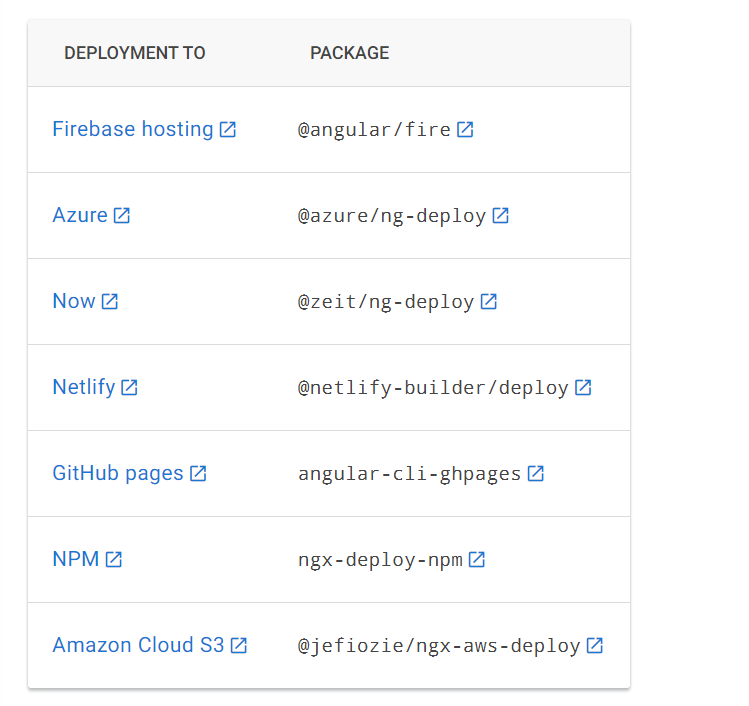 DEPLOYMENT TO PACKAGE
Firebase hosting @angular/fire
Azure @azure/ng-deploy
Now @zeit/ng-deploy
Netlify @netlify-builder/deploy
GitHub pages angular-cli-ghpages
NPM ngx-deploy-npm
Amazon Cloud S3 @jefiozie/ngx-aws-deploy